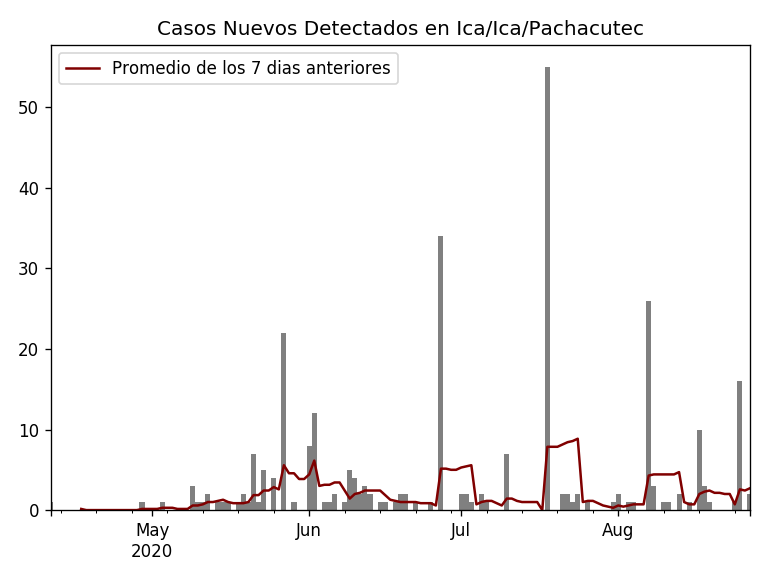 Casos Nuevos Detectados en Ica/Ica/Pachacutec
Promedio de los 7 dias anteriores
50
40
30
20
10
0
May Jun Jul Aug
2020